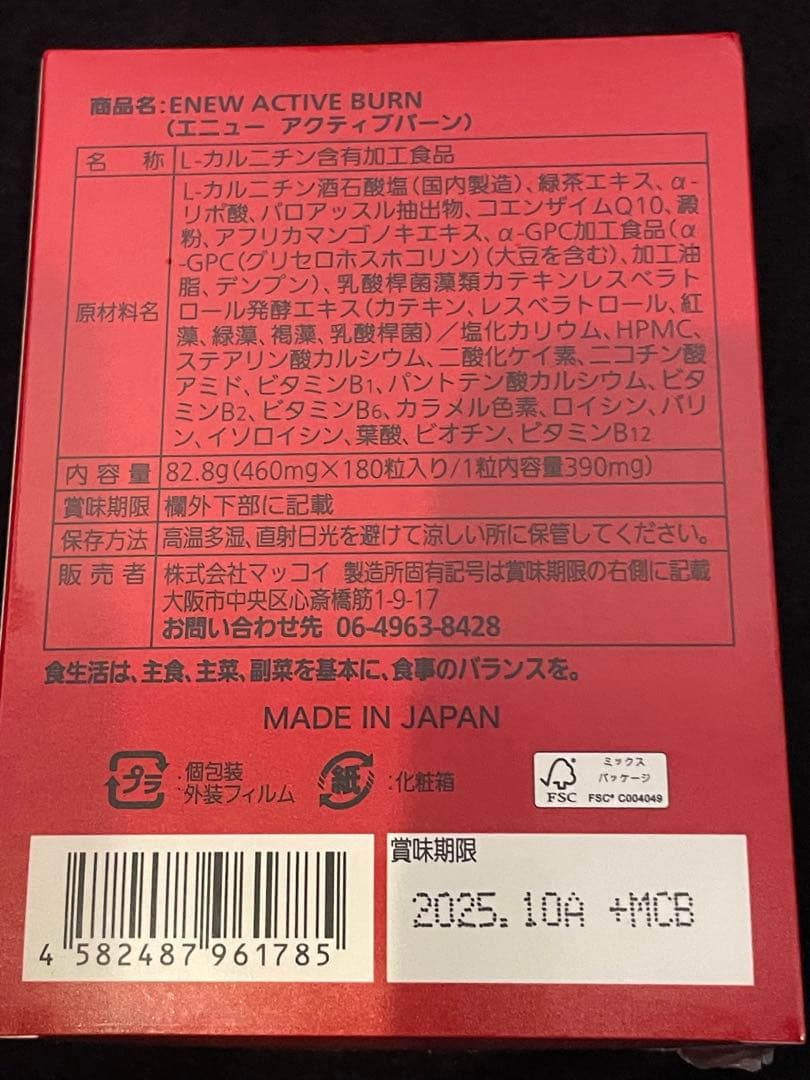 商品名:ENEW ACTIVE BURN
(エニュー アクティブバーン)
名 称 L-カルニチン含有加工食品
原材料名
L-カルニチン酒石酸塩(国内製造)、緑茶エキス、α-
リポ酸、バロアッスル抽出物、コエンザイムQ10、澱
粉、アフリカマンゴノキエキス、α-GPC加工食品(α
-GPC(グリセロホスホコリン)(大豆を含む)、加工油
脂、デンプン)、乳酸桿菌藻類カテキンレスベラト
ロール発酵エキス(カテキン、レスベラトロール、紅
藻、緑藻、褐藻、乳酸桿菌)/塩化カリウム、HPMC、
ステアリン酸カルシウム、二酸化ケイ素、ニコチン酸
アミド、ビタミンB1、パントテン酸カルシウム、ビタ
ミンB2、ビタミンB6、カラメル色素、ロイシン、バリ
ン、イソロイシン、葉酸、ビオチン、ビタミンB12
内容量 82.8g(460mg×180粒入り/1粒内容量390mg)
賞味期限 欄外下部に記載
保存方法 高温多湿、直射日光を避けて涼しい所に保管してください。
販売者 株式会社マッコイ 製造所固有記号は賞味期限の右側に記載
大阪市中央区心斎橋筋1-9-17
お問い合わせ先 06-4963-8428
食生活は、主食、主菜、副菜を基本に、食事のバランスを。
MADE IN JAPAN
プラ :個包装
:外装フィルム
紙 :化粧箱
FSC
ミックス
パッケージ
FSC® C004049
4 582487 961785
賞味期限
2025.10A +MCB